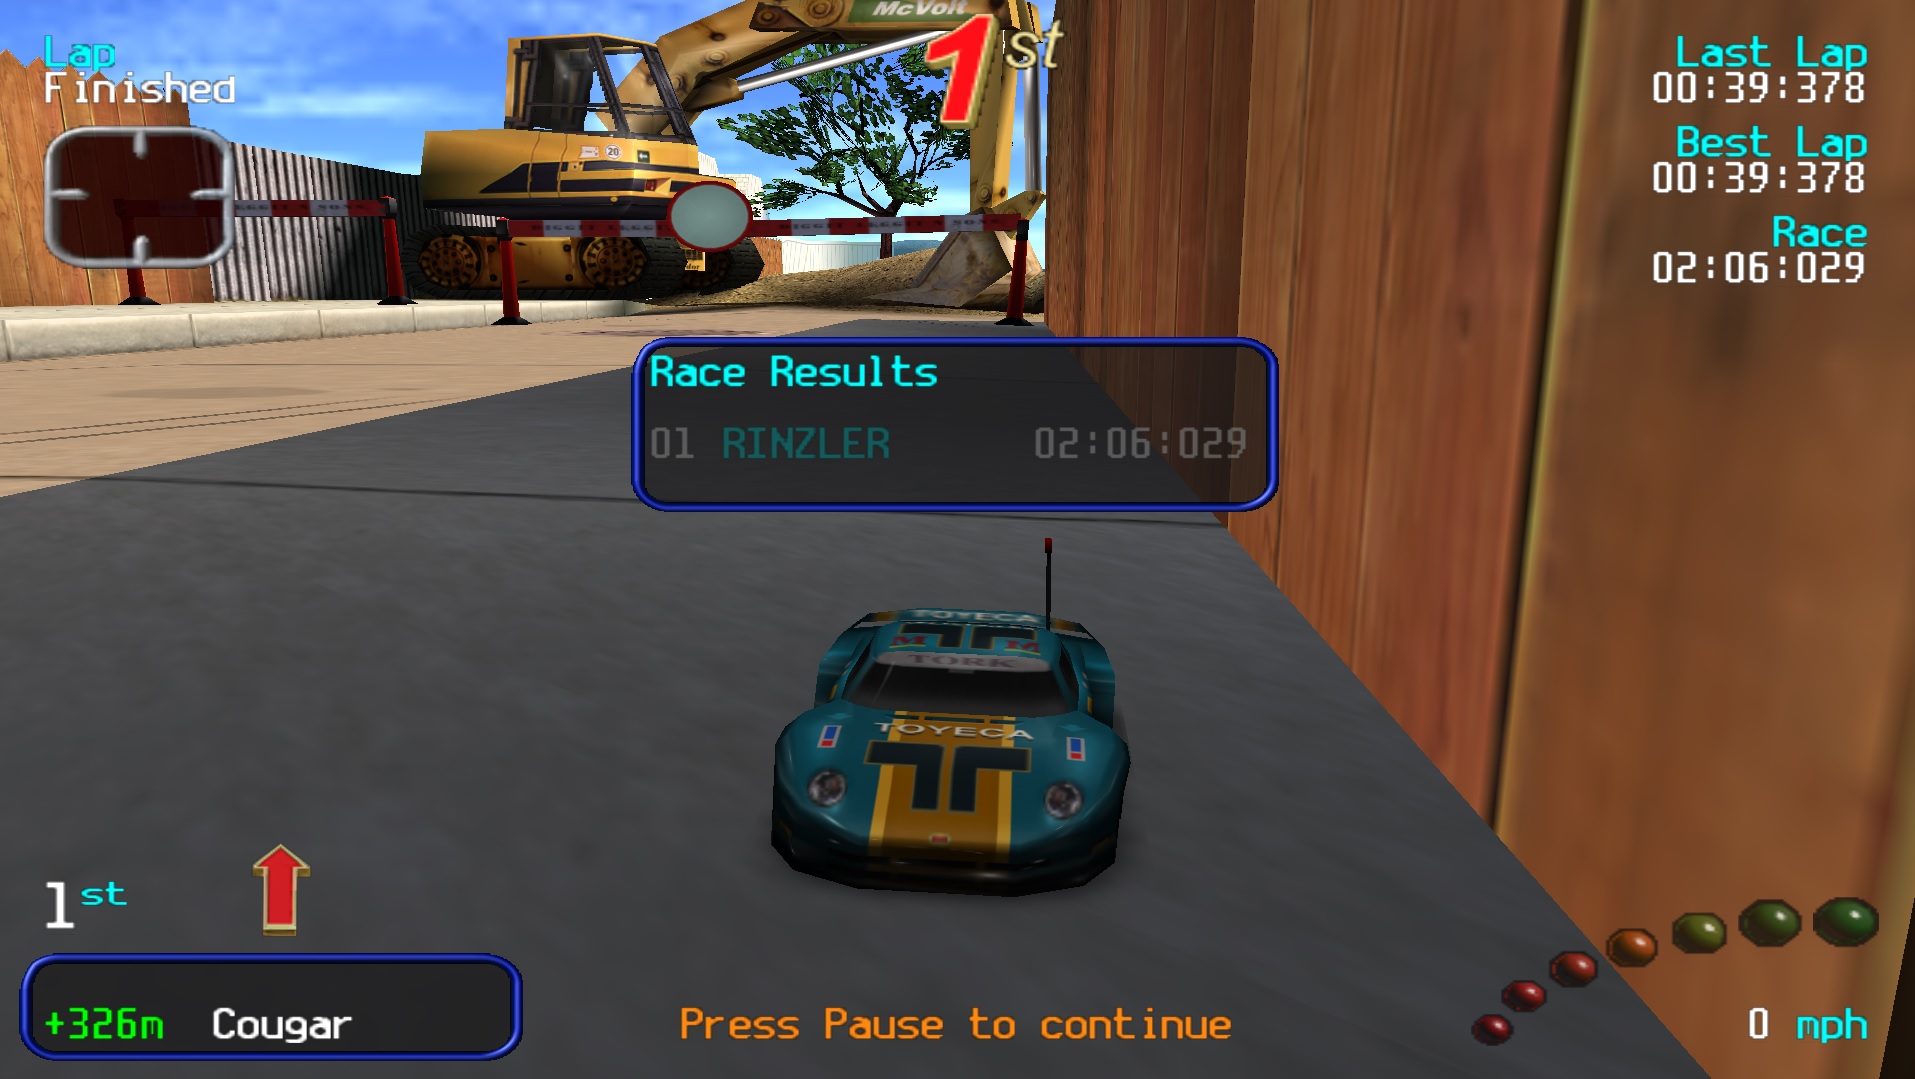 McVolt
Lap
Finished
1st
Last Lap
00:39:378
Best Lap
00:39:378
Race
02:06:029
20
Race Results
01 RINZLER 02:06:029
TOYECA
M M
TORK
TOYECA
1st
+326m Cougar
Press Pause to continue
0 mph